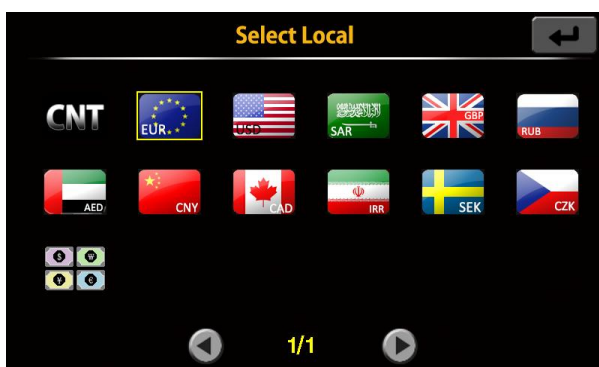 Select Local
CNT
EUR
USD
SAR
GBP
RUB
AED
CNY
CAD
IRR
SEK
CZK
$ ₩
¥ €
1/1